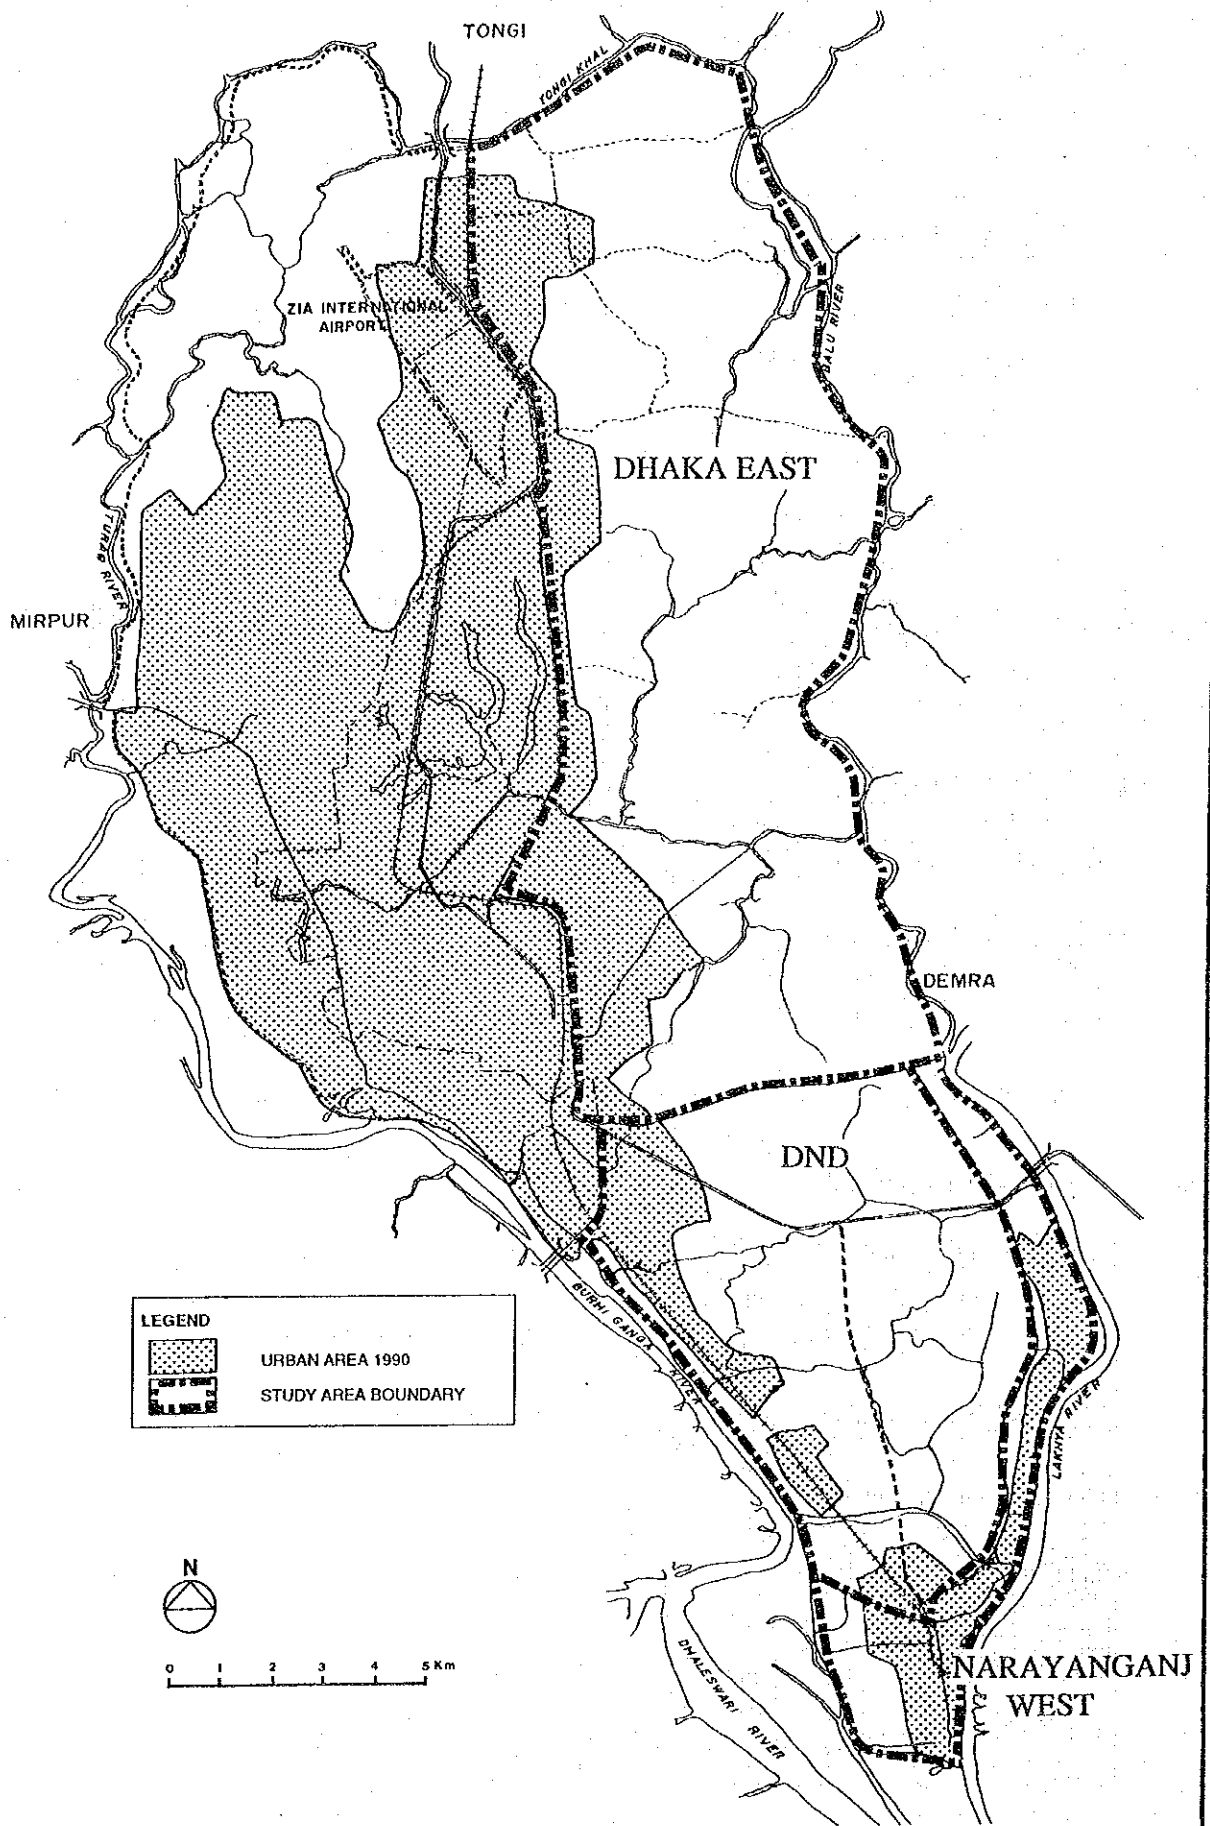 TONGI
TONGI KHAL
ZIA INTERNATIONAL
AIRPORT
BALU RIVER
DHAKA EAST
TURAG RIVER
MIRPUR
DEMRA
DND
BURHI GANGA RIVER
LEGEND
URBAN AREA 1990
STUDY AREA BOUNDARY
LAKHYA RIVER
N
0 1 2 3 4 5 Km
DHALESWARI RIVER
NARAYANGANJ
WEST